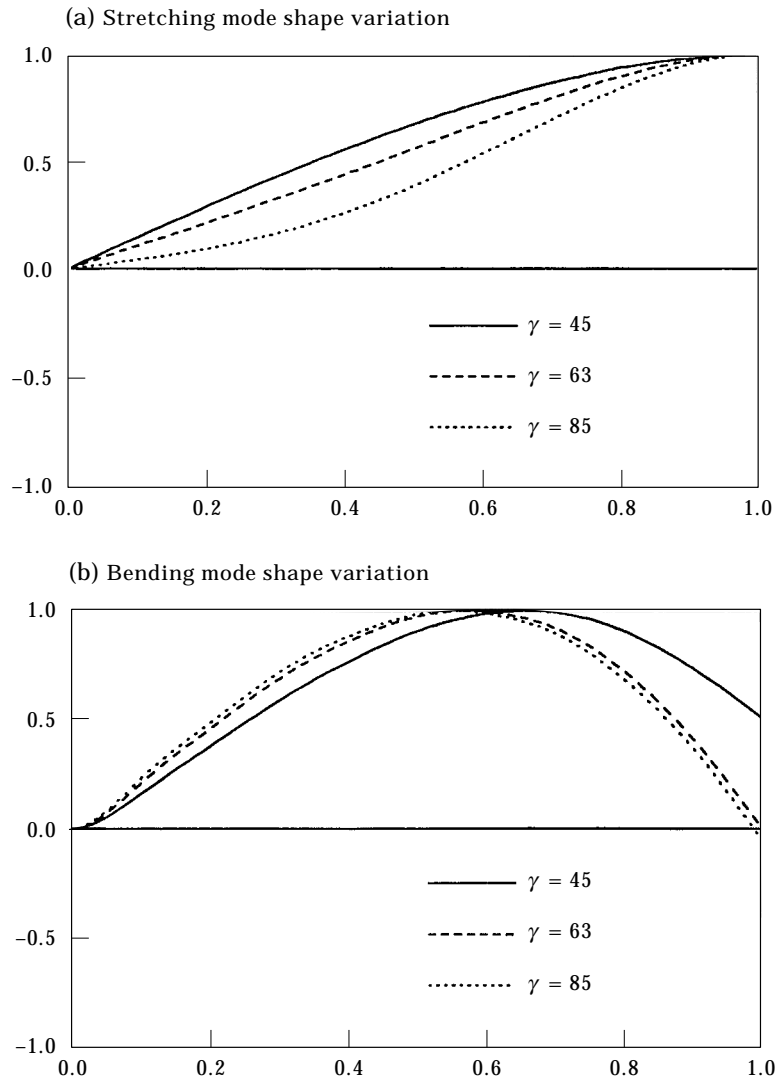 (a) Stretching mode shape variation
1.0
0.5
0.0
γ = 45
−0.5
γ = 63
γ = 85
−1.0
0.0 0.2 0.4 0.6 0.8 1.0
(b) Bending mode shape variation
1.0
0.5
0.0
γ = 45
γ = 63
−0.5
γ = 85
−1.0
0.0 0.2 0.4 0.6 0.8 1.0